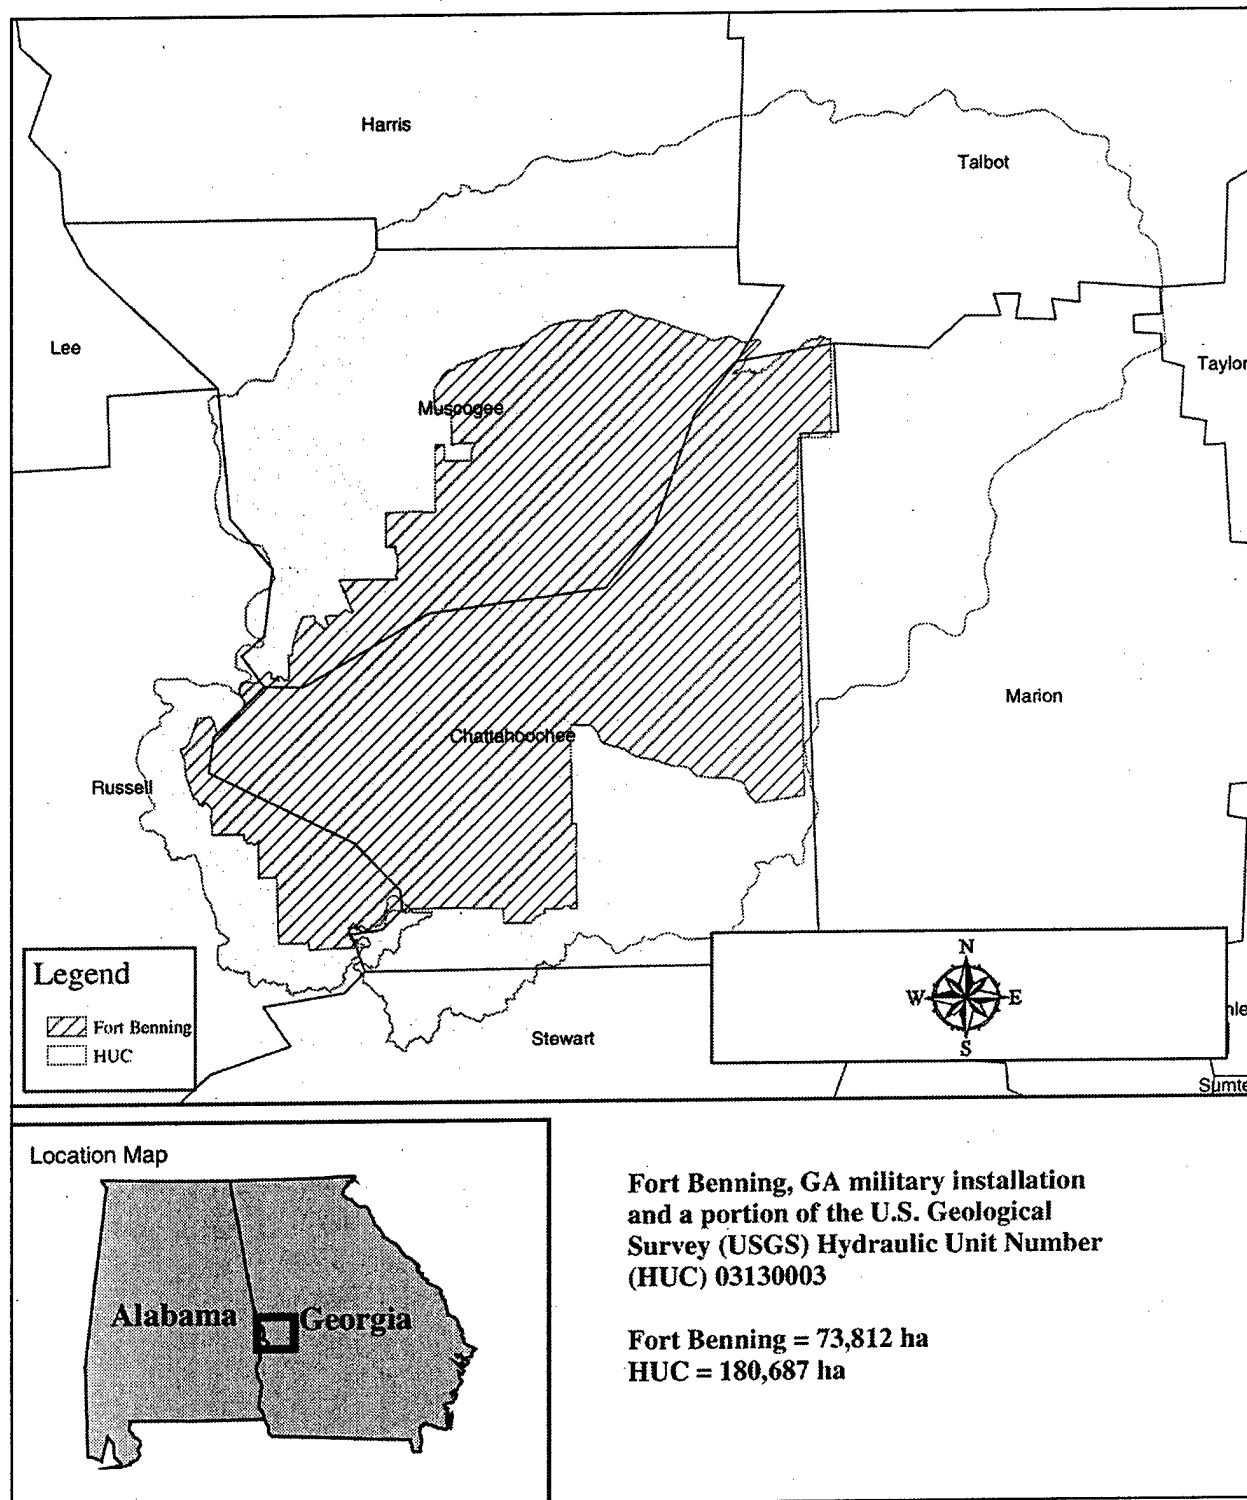 Harris
Talbot
Lee
Taylor
Muscogee
Marion
Chattahoochee
Russell
Legend
Fort Benning
HUC
Stewart
N
W E
S
Location Map
Alabama Georgia
Fort Benning, GA military installation
and a portion of the U.S. Geological
Survey (USGS) Hydraulic Unit Number
(HUC) 03130003
Fort Benning = 73,812 ha
HUC = 180,687 ha